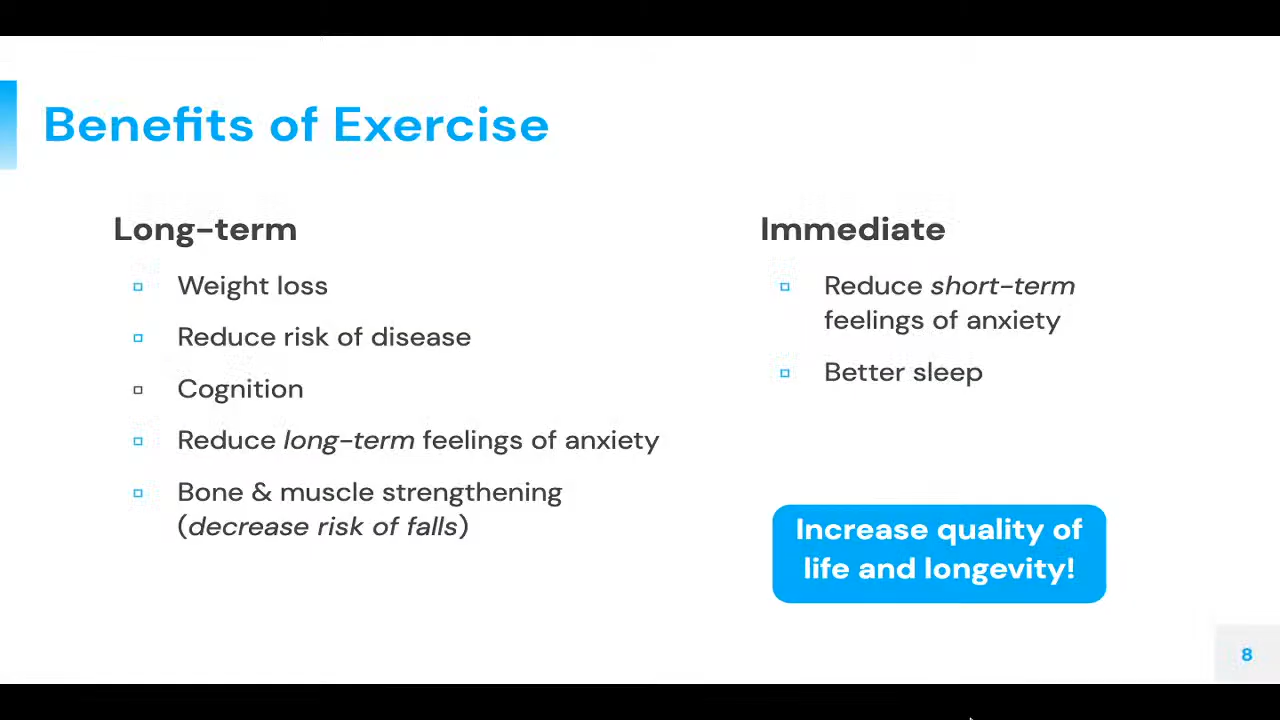 Benefits of Exercise
Long-term
Weight loss
Reduce risk of disease
Cognition
Reduce long-term feelings of anxiety
Bone & muscle strengthening
(decrease risk of falls)
Immediate
Reduce short-term
feelings of anxiety
Better sleep
Increase quality of
life and longevity!
8